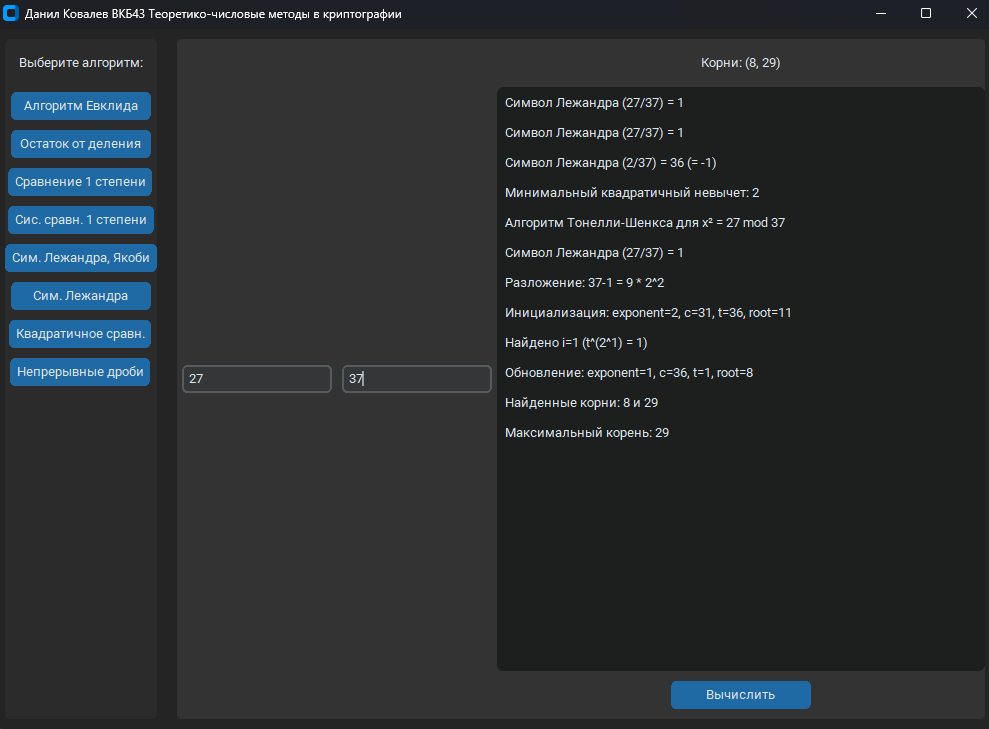 Данил Ковалев ВКБ43 Теоретико-числовые методы в криптографии
Выберите алгоритм:
Алгоритм Евклида
Остаток от деления
Сравнение 1 степени
Сис. сравн. 1 степени
Сим. Лежандра, Якоби
Сим. Лежандра
Квадратичное сравн.
Непрерывные дроби
27
37
Корни: (8, 29)
Символ Лежандра (27/37) = 1
Символ Лежандра (27/37) = 1
Символ Лежандра (2/37) = 36 (= -1)
Минимальный квадратичный невычет: 2
Алгоритм Тонелли-Шенкса для x² = 27 mod 37
Символ Лежандра (27/37) = 1
Разложение: 37-1 = 9 * 2^2
Инициализация: exponent=2, c=31, t=36, root=11
Найдено i=1 (t^(2^1) = 1)
Обновление: exponent=1, c=36, t=1, root=8
Найденные корни: 8 и 29
Максимальный корень: 29
Вычислить